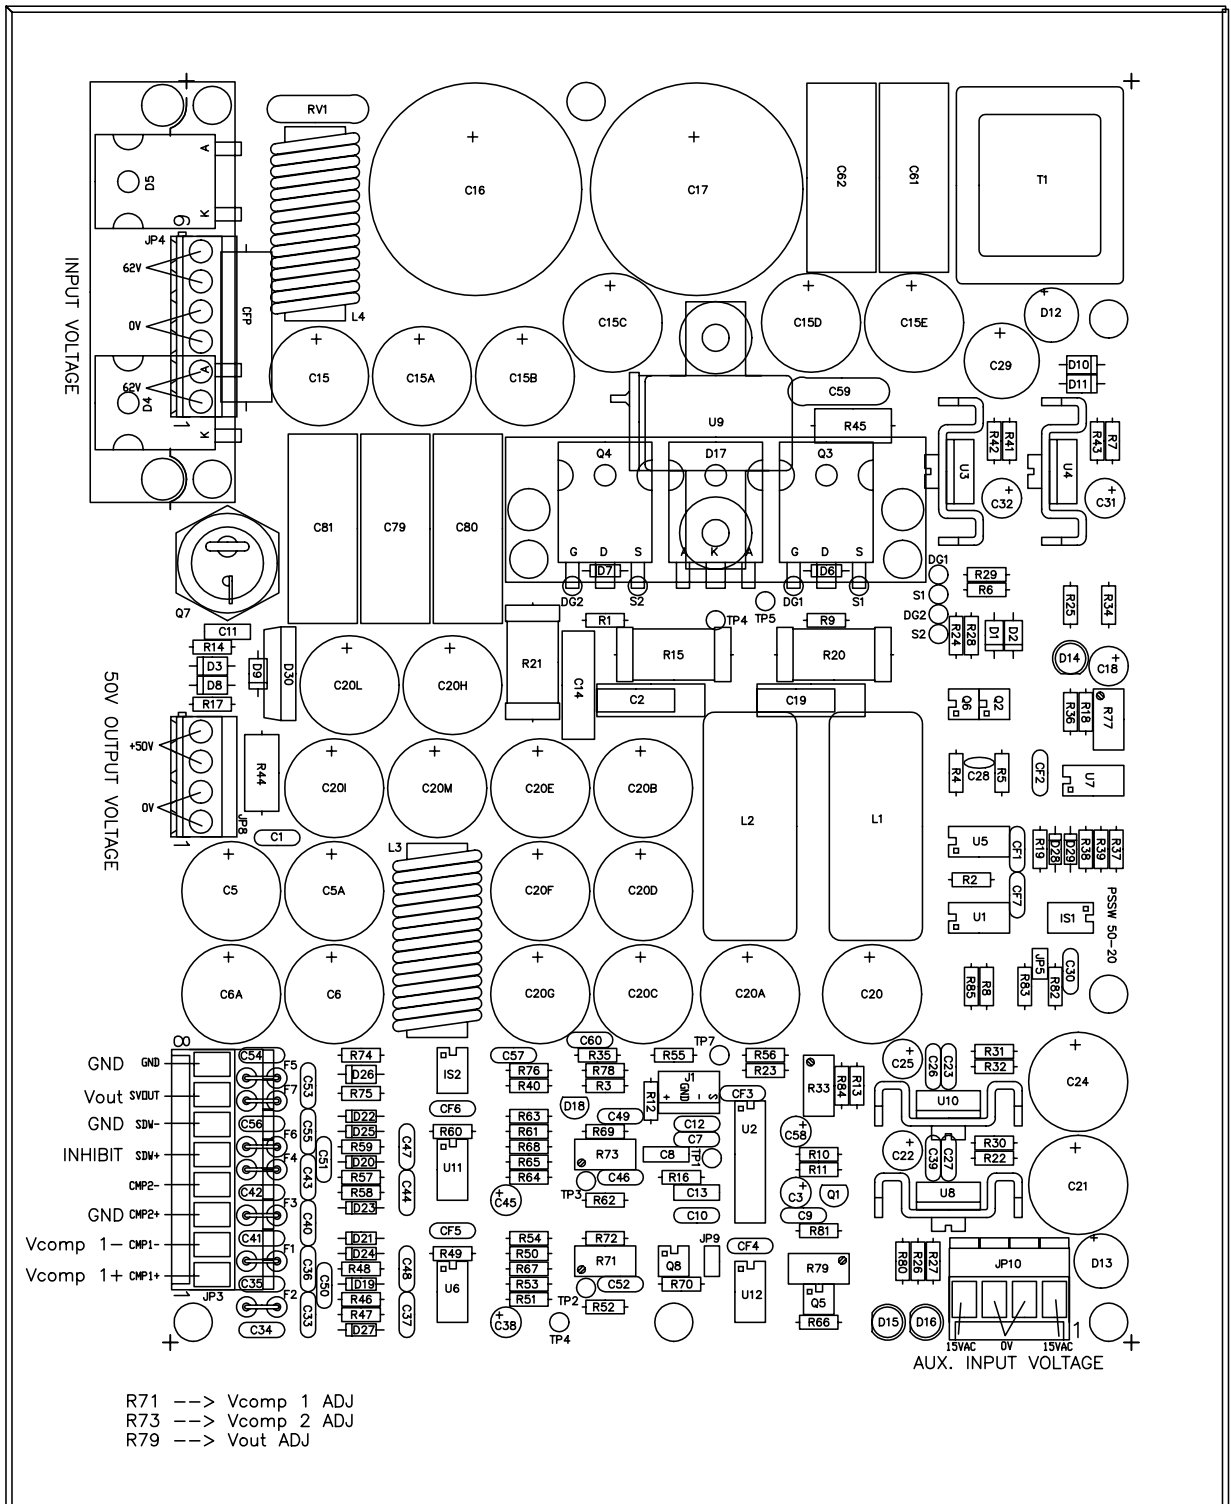 RV1
C16
C17
C62
C61
T1
D5
A
K
9
JP4
62V
0V
62V
INPUT VOLTAGE
CFP
L4
C15
C15A
C15B
C15C
C15D
C15E
D12
C29
D10
D11
D4
A
K
1
C59
R45
U9
Q4
D17
Q3
U3
R42
R41
U4
R43
R7
C32
C31
C81
C79
C80
G D S
A K A
G D S
D7
D6
DG2
S2
DG1
S1
TP5
TP4
DG1
S1
DG2
S2
R29
R6
R25
R34
Q7
C11
R14
D3
D8
R17
D9
D30
C20L
C20H
R21
C14
R1
R15
R9
R20
C2
C19
R24
R28
D1
D2
D14
C18
Q6
Q2
R36
R18
R77
50V OUTPUT VOLTAGE
1
+50V
0V
JP8
1
R44
C1
C20I
C20M
C20E
C20B
L2
L1
R4
C28
R5
CF2
U7
L3
C5
C5A
C20F
C20D
U5
CF1
R2
CF7
U1
R19
D28
D29
R38
R39
R37
IS1
PSSW 50-20
C6A
C6
C20G
C20C
C20A
C20
R85
R8
R83
JP5
R82
C30
8
GND GND
Vout SVOUT
GND SDW-
INHIBIT SDW+
CMP2-
GND CMP2+
Vcomp 1- CMP1-
Vcomp 1+ CMP1+
1
JP3
C54
F5
F7
C56
F6
F4
C42
F3
C41
F1
C35
F2
C34
C53
C55
C51
C43
C40
C36
C50
C33
R74
D26
R75
D22
D25
R59
D20
R57
R58
D23
D21
D24
R48
D19
R46
R47
D27
C47
C44
C48
C37
IS2
CF6
R60
U11
CF5
R49
U6
C57
R76
R40
R63
R61
R68
R65
R64
C45
R54
R50
R67
R53
R51
C38
C60
R35
R78
R3
D18
C49
R69
R73
C46
TP3
R62
R72
R71
C52
TP2
R52
TP4
R55
TP7
J1
+ GND - S
R12
C12
C7
C8
TP1
R16
C13
C10
Q8
R70
JP9
CF3
U2
CF4
U12
R56
R23
R33
R84
R13
C58
R10
R11
C3
Q1
C9
R81
R79
Q5
R66
C25
C26
C23
R31
R32
C24
U10
C22
C39
C27
R30
R22
C21
U8
R80
R26
R27
JP10
D13
D15
D16
15VAC 0V 15VAC
1
AUX. INPUT VOLTAGE
R71 --> Vcomp 1 ADJ
R73 --> Vcomp 2 ADJ
R79 --> Vout ADJ